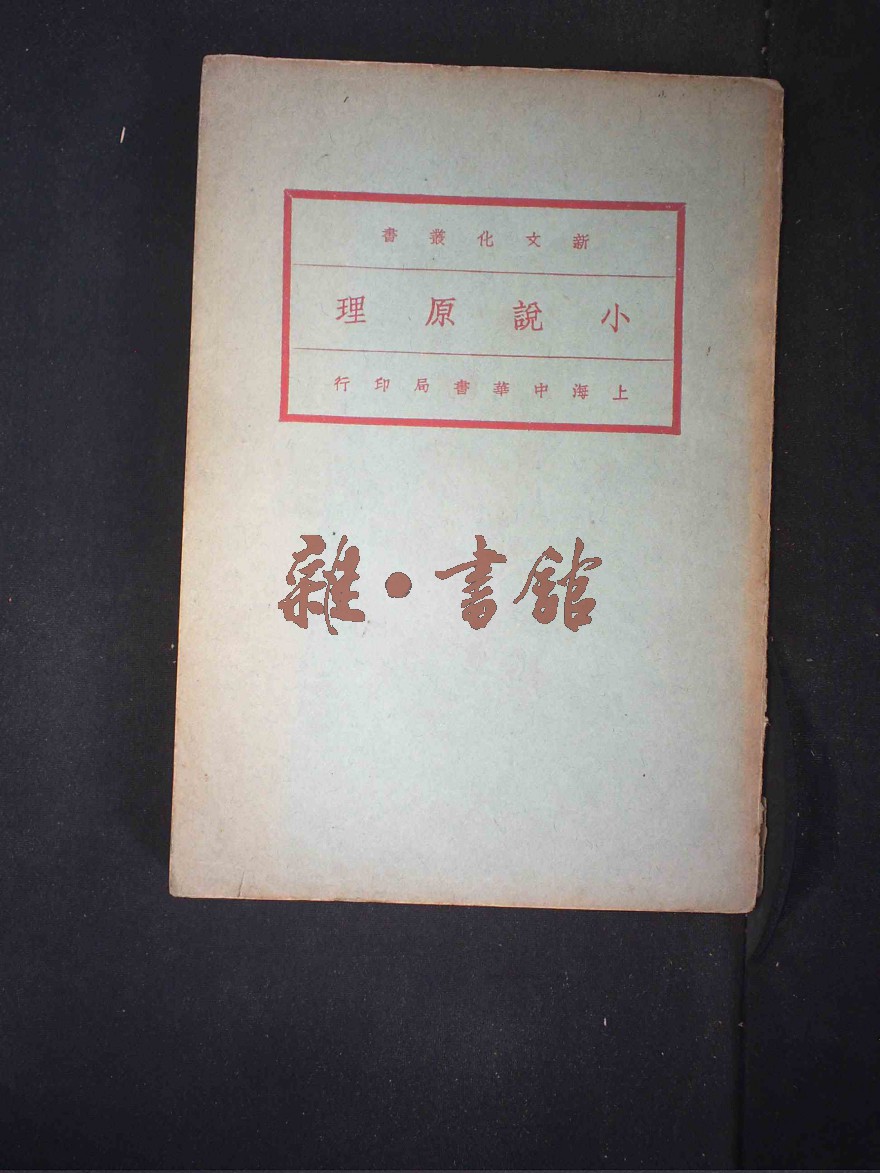 新文化叢書
小說原理
上海中華書局印行
雜·書館